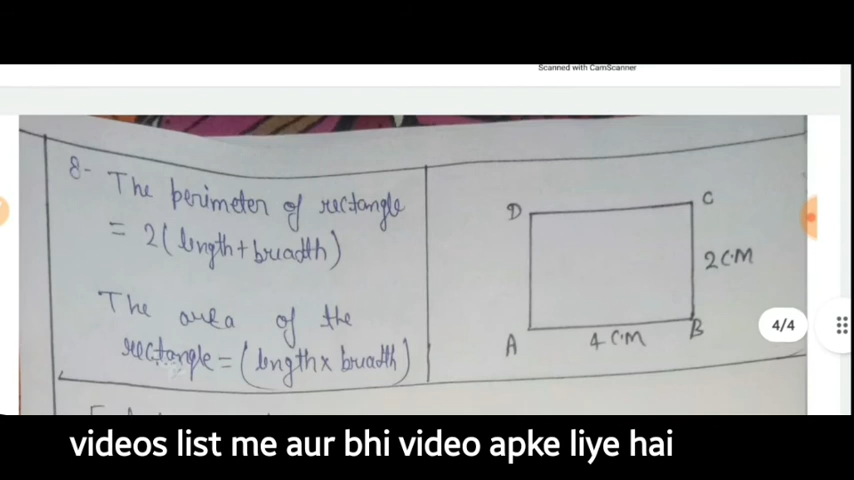 Scanned with CamScanner
8- The perimeter of rectangle
= 2(length+breadth)
The area of the
rectangle = (length x breadth)
D
C
2 C.M
A
4 C.M
B
4/4
videos list me aur bhi video apke liye hai